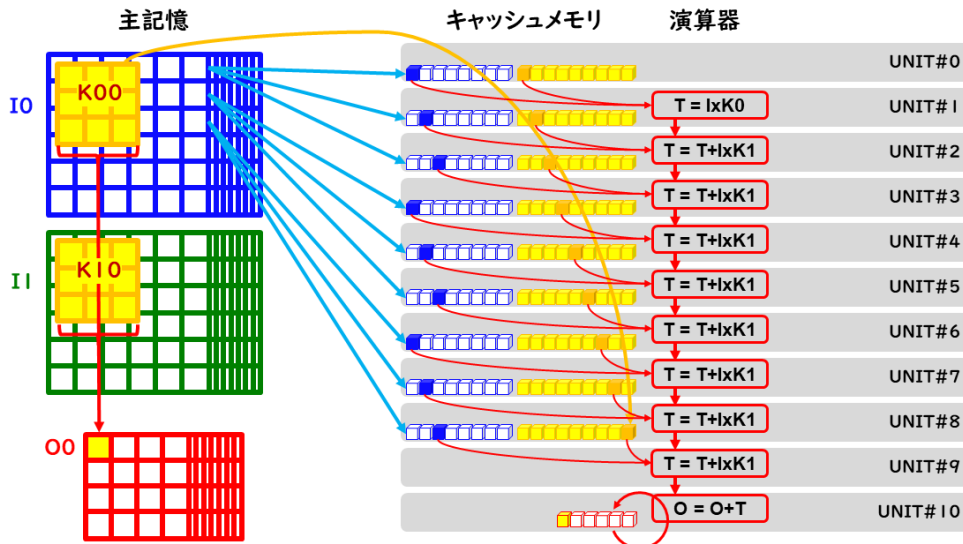 主記憶
キャッシュメモリ
演算器
I0
K00
I1
K10
O0
UNIT#0
T = IxK0
UNIT#1
T = T+IxK1
UNIT#2
T = T+IxK1
UNIT#3
T = T+IxK1
UNIT#4
T = T+IxK1
UNIT#5
T = T+IxK1
UNIT#6
T = T+IxK1
UNIT#7
T = T+IxK1
UNIT#8
T = T+IxK1
UNIT#9
O = O+T
UNIT#10